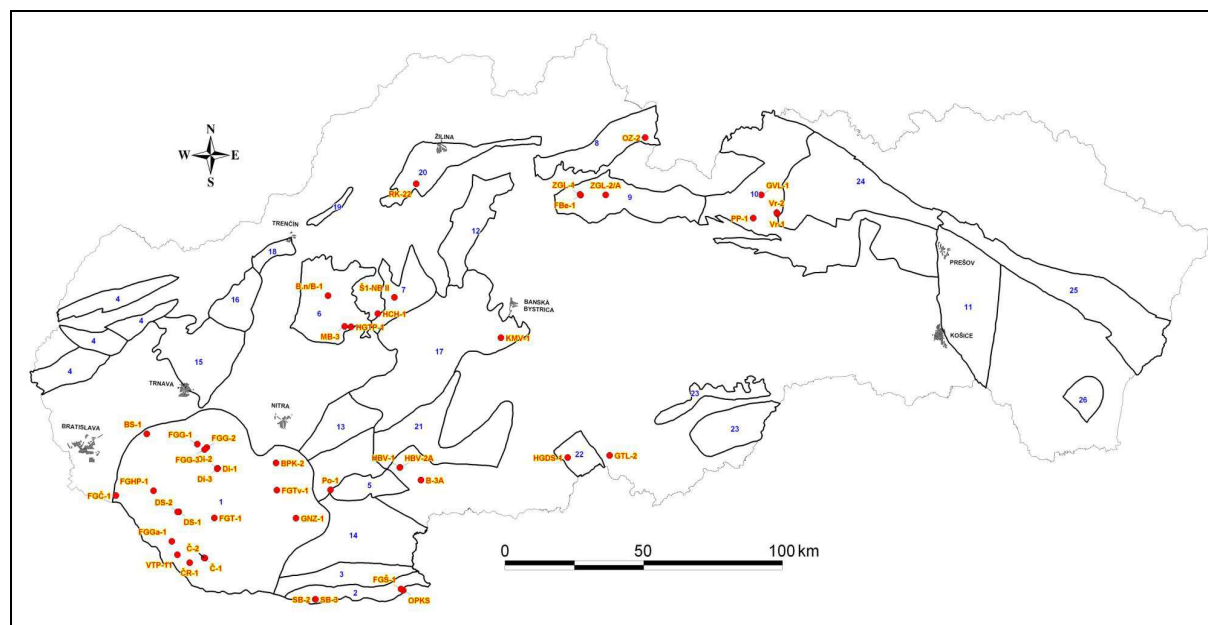 N
W E
S
ŽILINA
20
RK-22
19
TRENČÍN
18
12
8
OZ-2
ZGL-1
ZGL-2/A
FBe-1
9
10
GVL-1
Vr-2
PP-1
Vr-1
24
PREŠOV
25
11
KOŠICE
26
4
4
4
4
16
15
TRNAVA
B.n/B-1
6
Š1-NB II
7
HCH-1
MB-3
HGTP-1
BANSKÁ
BYSTRICA
KMV-1
17
NITRA
BRATISLAVA
BS-1
FGG-1
FGG-2
FGG-3
Di-2
Di-1
Di-3
BPK-2
13
21
23
23
HBV-1
HBV-2A
HGDS-1
22
GTL-2
FGHP-1
FGČ-1
DS-2
DS-1
1
FGTv-1
Po-1
5
B-3A
FGT-1
GNZ-1
14
FGGa-1
Č-2
VTP-11
ČR-1
Č-1
3
FGŠ-1
2
OPKS
SB-2
SB-3
0 50 100 km